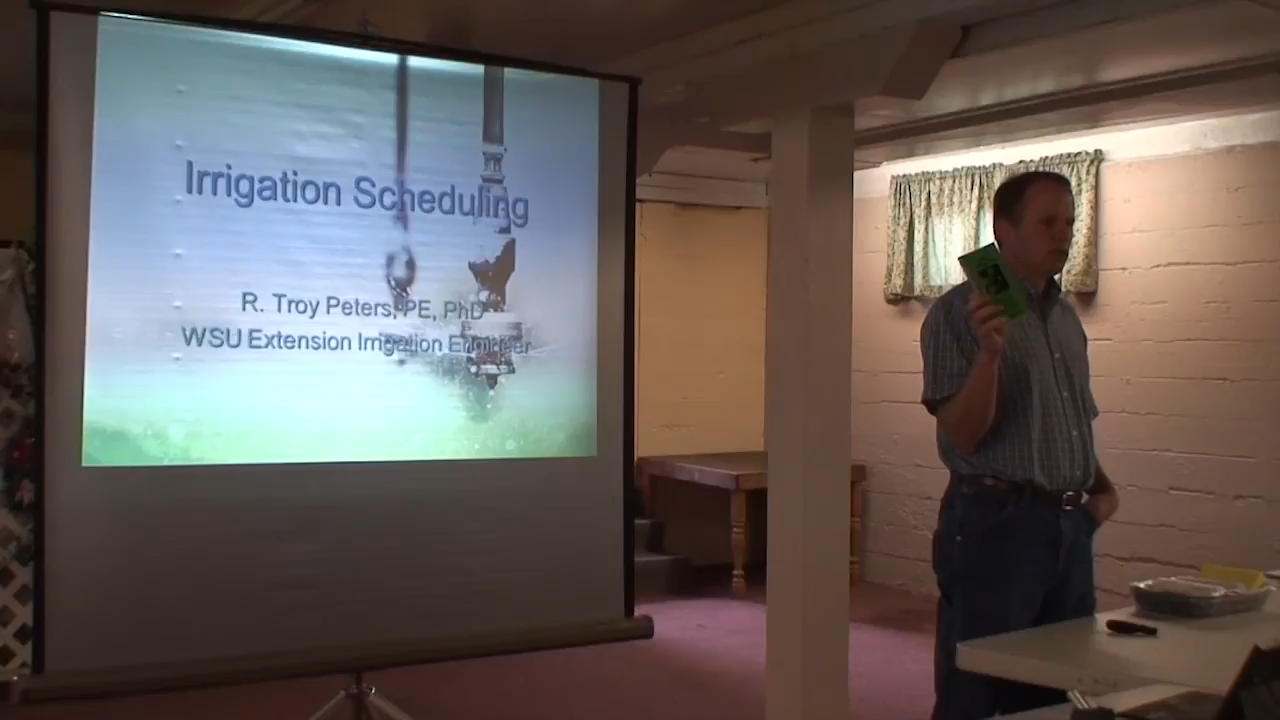 Irrigation Scheduling
R. Troy Peters, PE, PhD
WSU Extension Irrigation Engineer